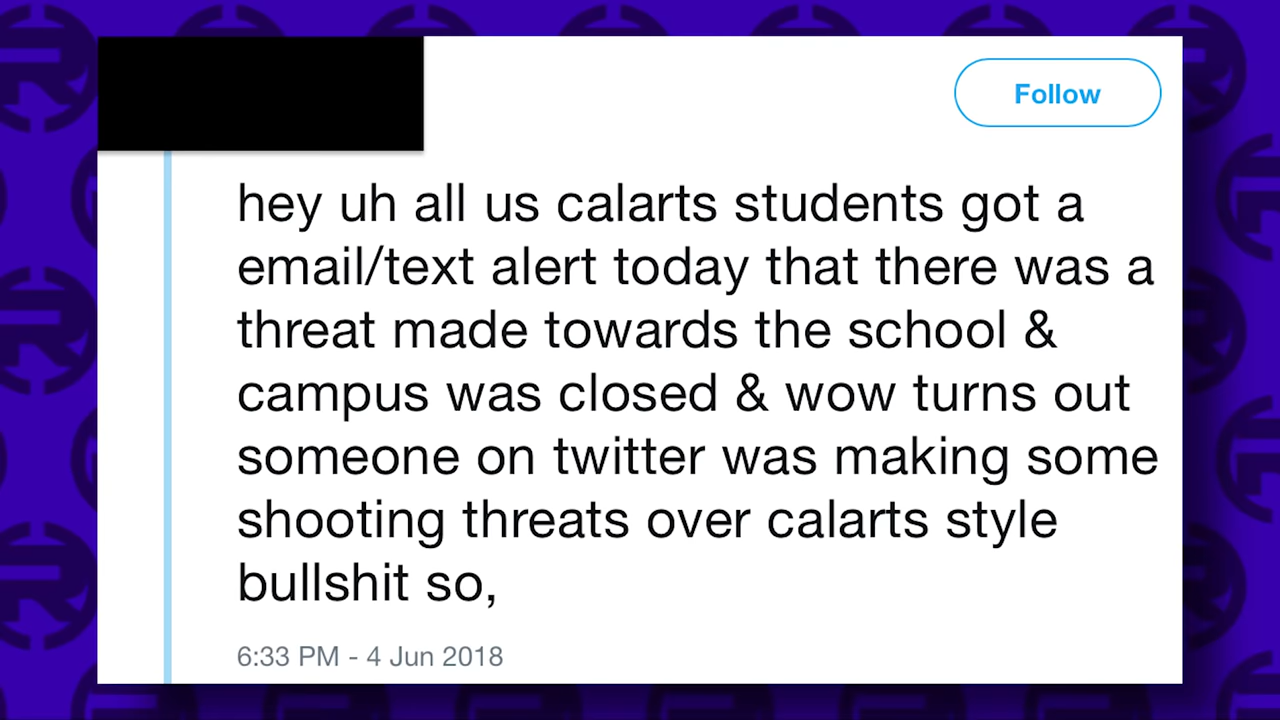 Follow
hey uh all us calarts students got a
email/text alert today that there was a
threat made towards the school &
campus was closed & wow turns out
someone on twitter was making some
shooting threats over calarts style
bullshit so,
6:33 PM - 4 Jun 2018